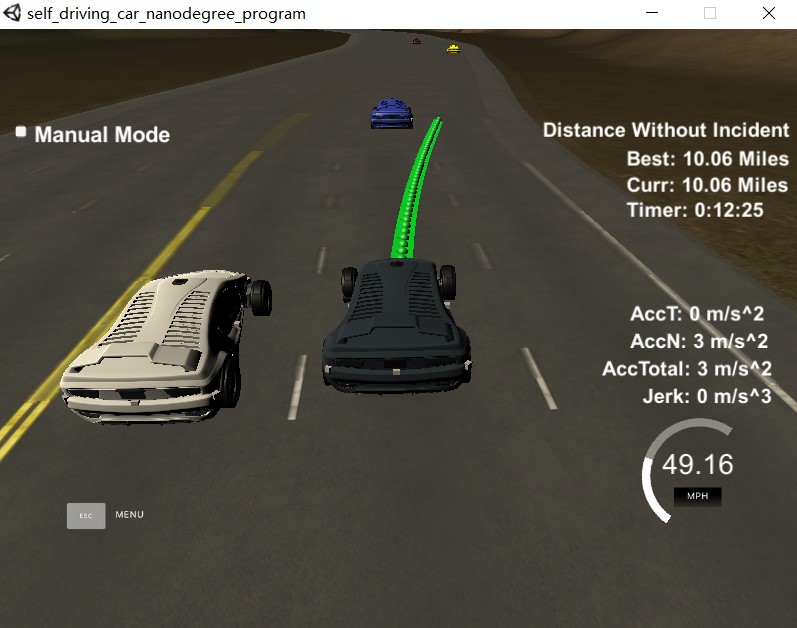 self_driving_car_nanodegree_program
Manual Mode
Distance Without Incident
Best: 10.06 Miles
Curr: 10.06 Miles
Timer: 0:12:25
AccT: 0 m/s^2
AccN: 3 m/s^2
AccTotal: 3 m/s^2
Jerk: 0 m/s^3
49.16
MPH
ESC MENU